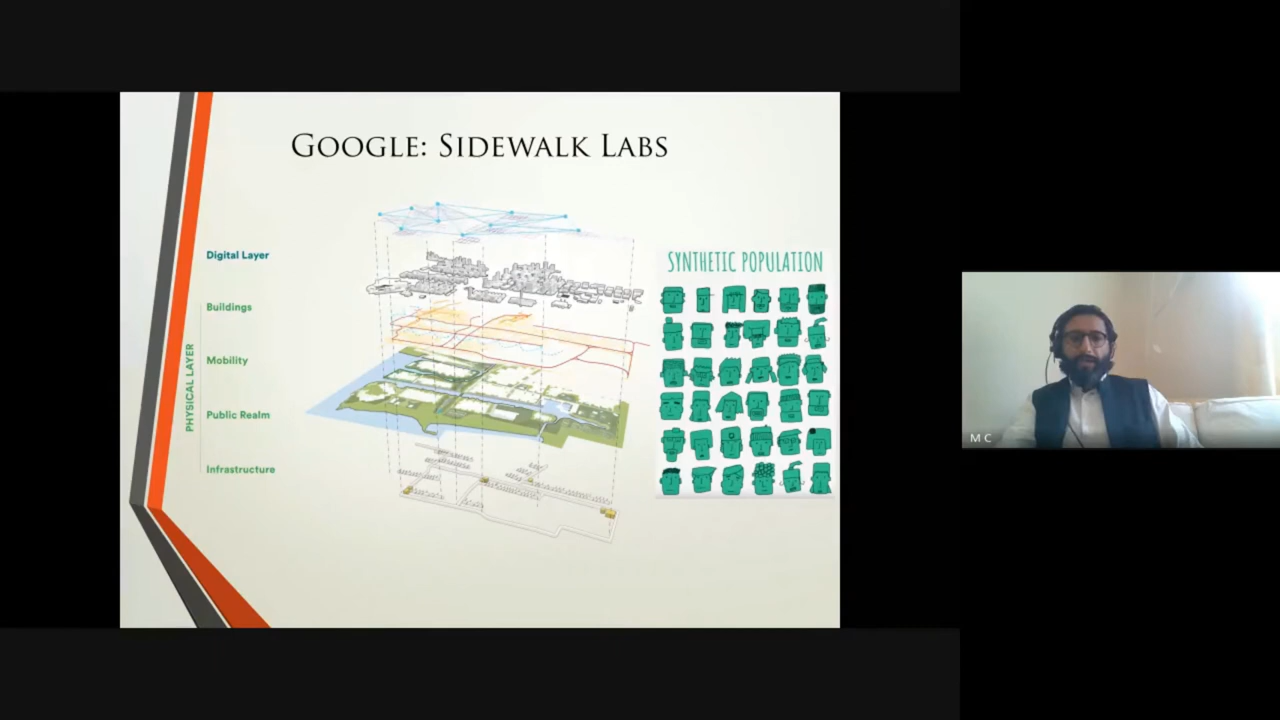 GOOGLE: SIDEWALK LABS
Digital Layer
Buildings
Mobility
Public Realm
Infrastructure
PHYSICAL LAYER
SYNTHETIC POPULATION
M C